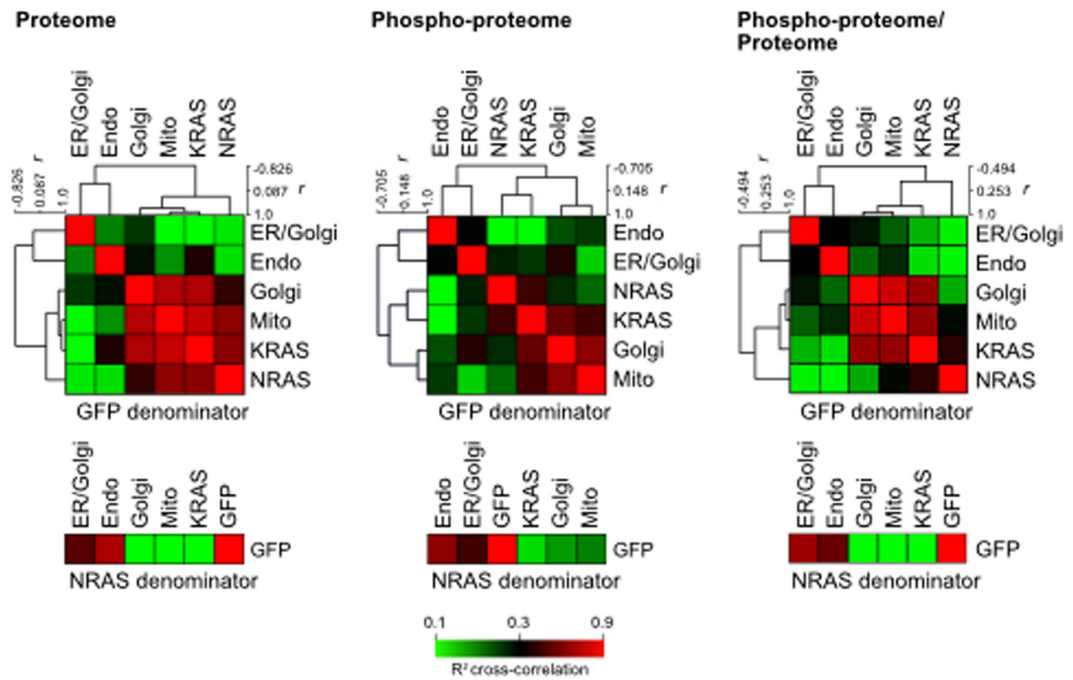 Proteome
Phospho-proteome
Phospho-proteome/
Proteome
ER/Golgi
Endo
Golgi
Mito
KRAS
NRAS
-0.826
0.087
1.0
r
-0.826
0.087 r
1.0
ER/Golgi
Endo
Golgi
Mito
KRAS
NRAS
GFP denominator
Endo
ER/Golgi
NRAS
KRAS
Golgi
Mito
-0.705
0.148
1.0
r
-0.705
0.148 r
1.0
Endo
ER/Golgi
NRAS
KRAS
Golgi
Mito
GFP denominator
ER/Golgi
Endo
Golgi
Mito
KRAS
NRAS
-0.494
0.253
1.0
r
-0.494
0.253 r
1.0
ER/Golgi
Endo
Golgi
Mito
KRAS
NRAS
GFP denominator
ER/Golgi
Endo
Golgi
Mito
KRAS
GFP
GFP
NRAS denominator
Endo
ER/Golgi
GFP
KRAS
Golgi
Mito
GFP
NRAS denominator
ER/Golgi
Endo
Golgi
Mito
KRAS
GFP
GFP
NRAS denominator
0.1 0.3 0.9
R² cross-correlation